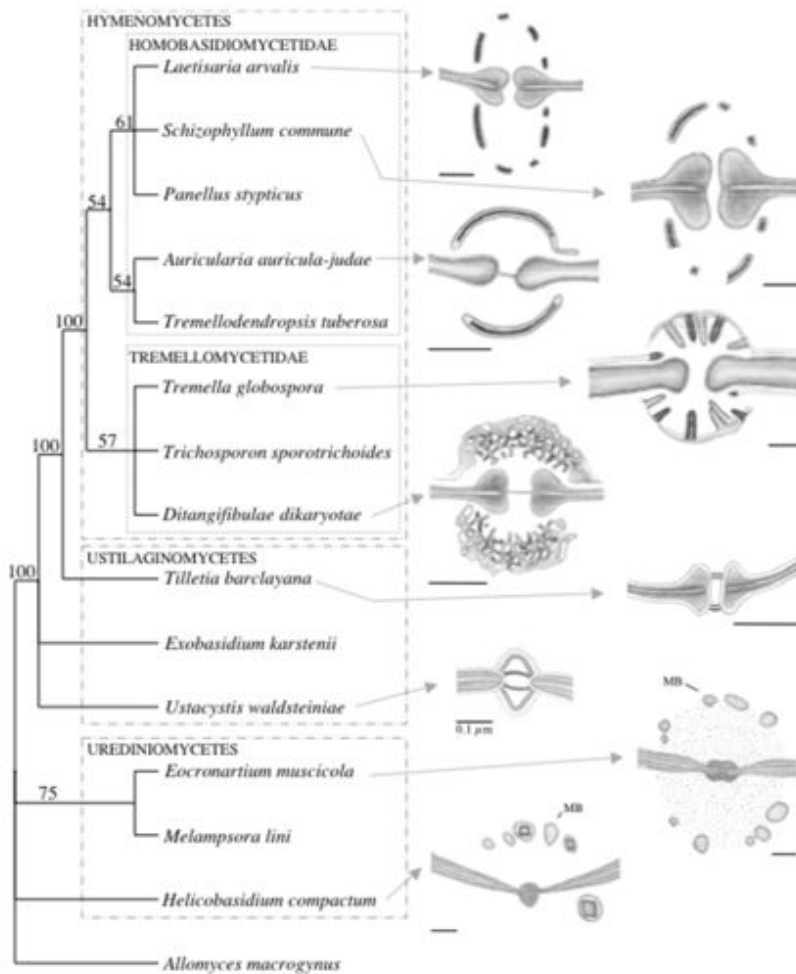 HYMENOMYCETES
HOMOBASIDIOMYCETIDAE
Laetisaria arvalis
61
Schizophyllum commune
54
Panellus stypticus
Auricularia auricula-judae
54
Tremellodendropsis tuberosa
100
TREMELLOMYCETIDAE
Tremella globospora
57
Trichosporon sporotrichoides
100
Ditangifibulae dikaryotae
USTILAGINOMYCETES
Tilletia barclayana
100
Exobasidium karstenii
Ustacystis waldsteiniae
0.1 µm
MB
UREDINIOMYCETES
Eocronartium muscicola
75
Melampsora lini
MB
Helicobasidium compactum
Allomyces macrogynus